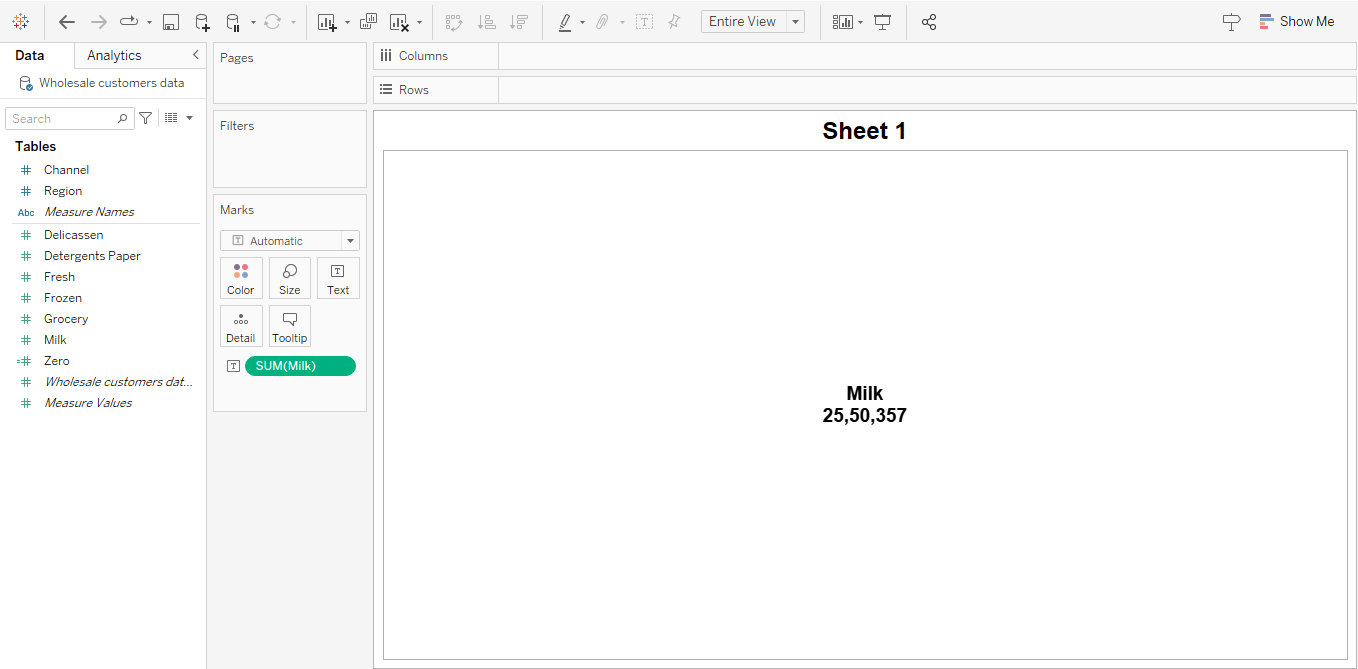 Entire View
Show Me
Data
Analytics
Wholesale customers data
Search
Tables
# Channel
# Region
Abc Measure Names
# Delicassen
# Detergents Paper
# Fresh
# Frozen
# Grocery
# Milk
=# Zero
# Wholesale customers dat...
# Measure Values
Pages
Filters
Marks
T Automatic
Color
Size
T Text
Detail
Tooltip
T SUM(Milk)
Columns
Rows
Sheet 1
Milk
25,50,357